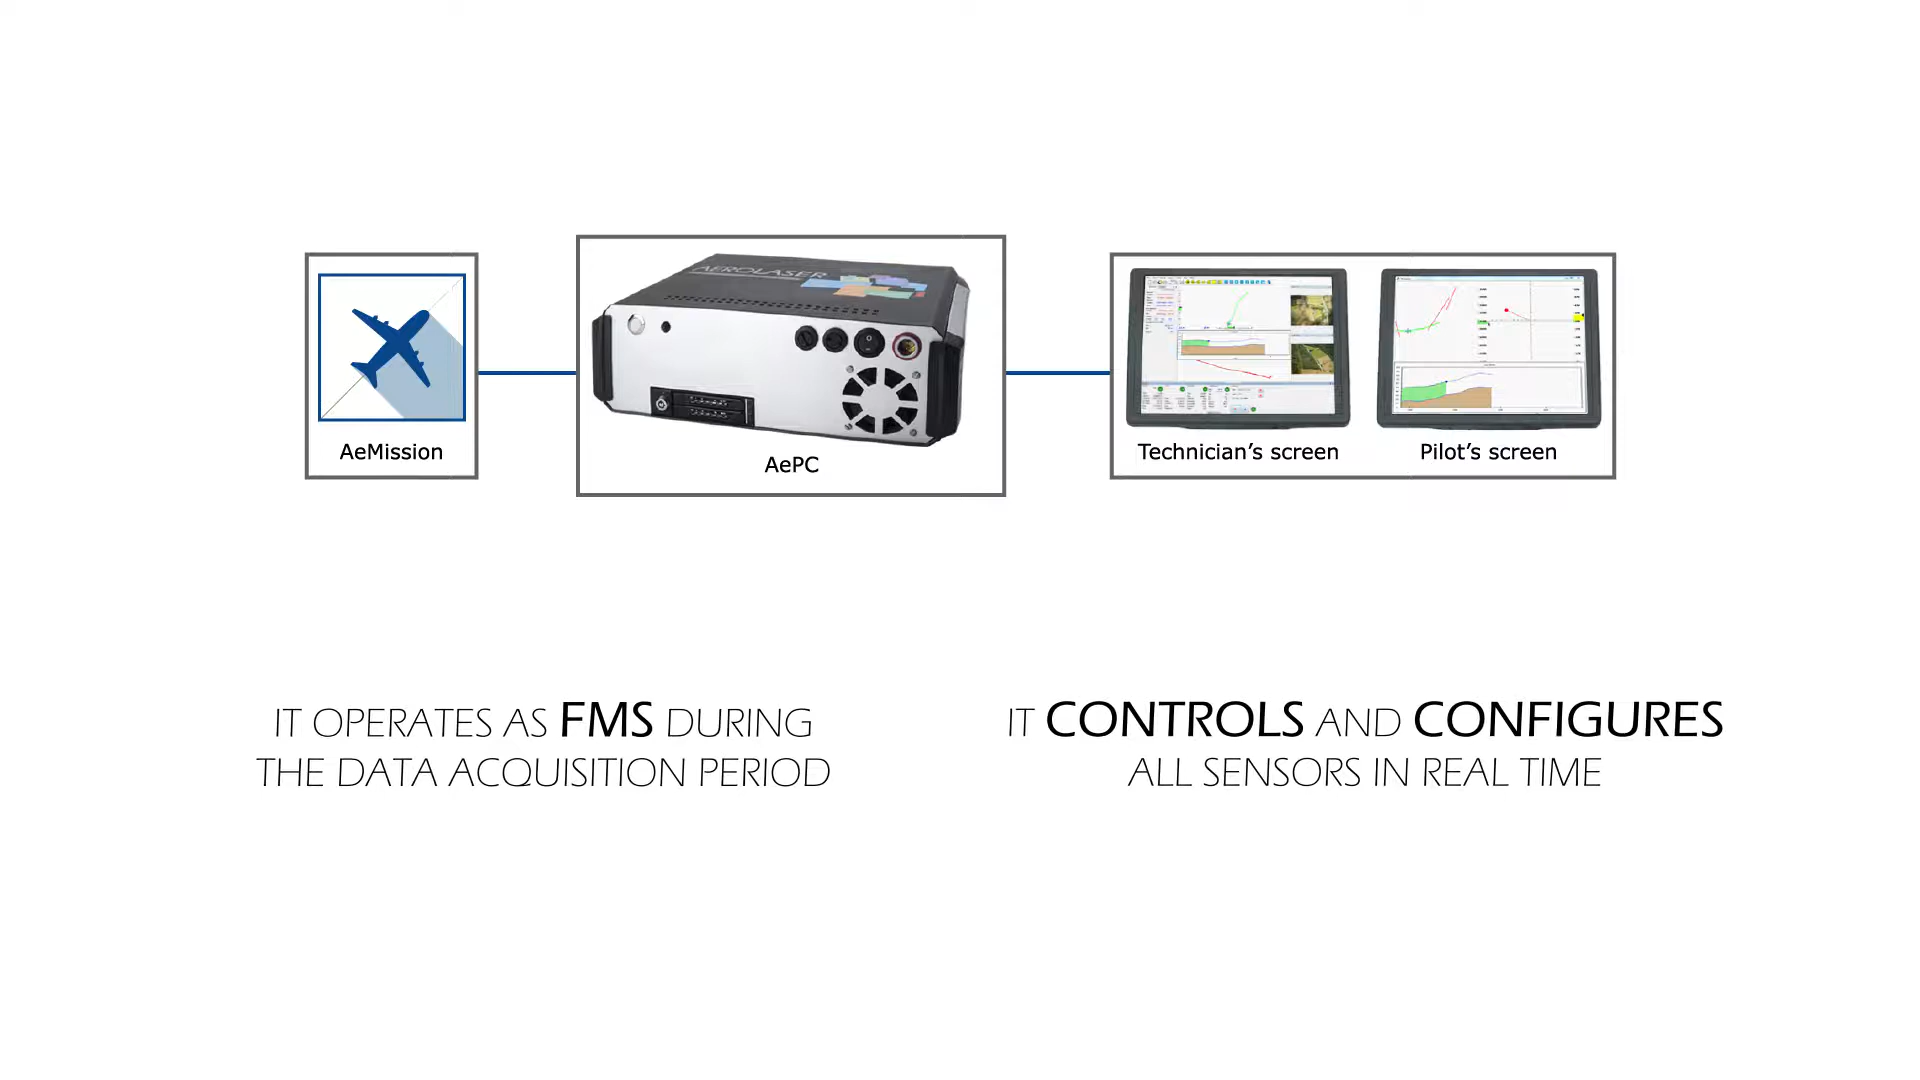 AEROLASER
AeMission
AePC
Technician's screen
Pilot's screen
IT OPERATES AS FMS DURING
THE DATA ACQUISITION PERIOD
IT CONTROLS AND CONFIGURES
ALL SENSORS IN REAL TIME